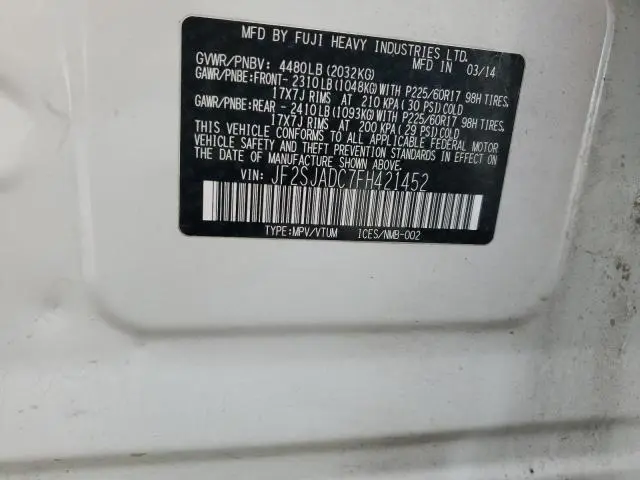 MFD BY FUJI HEAVY INDUSTRIES LTD.
GVWR/PNBV: 4480LB(2032KG) MFD IN 03/14
GAWR/PNBE:FRONT-2310LB(1048KG)WITH P225/60R17 98H TIRES,
17X7J RIMS AT 210 KPA(30 PSI)COLD
GAWR/PNBE:REAR -2410LB(1093KG)WITH P225/60R17 98H TIRES,
17X7J RIMS AT 200 KPA(29 PSI)COLD
THIS VEHICLE CONFORMS TO ALL APPLICABLE FEDERAL MOTOR
VEHICLE SAFETY AND THEFT PREVENTION STANDARDS IN EFFECT
ON THE DATE OF MANUFACTURE SHOWN ABOVE.
VIN: JF2SJADC7FH421452
TYPE:MPV/VTUM ICES/NMB-002